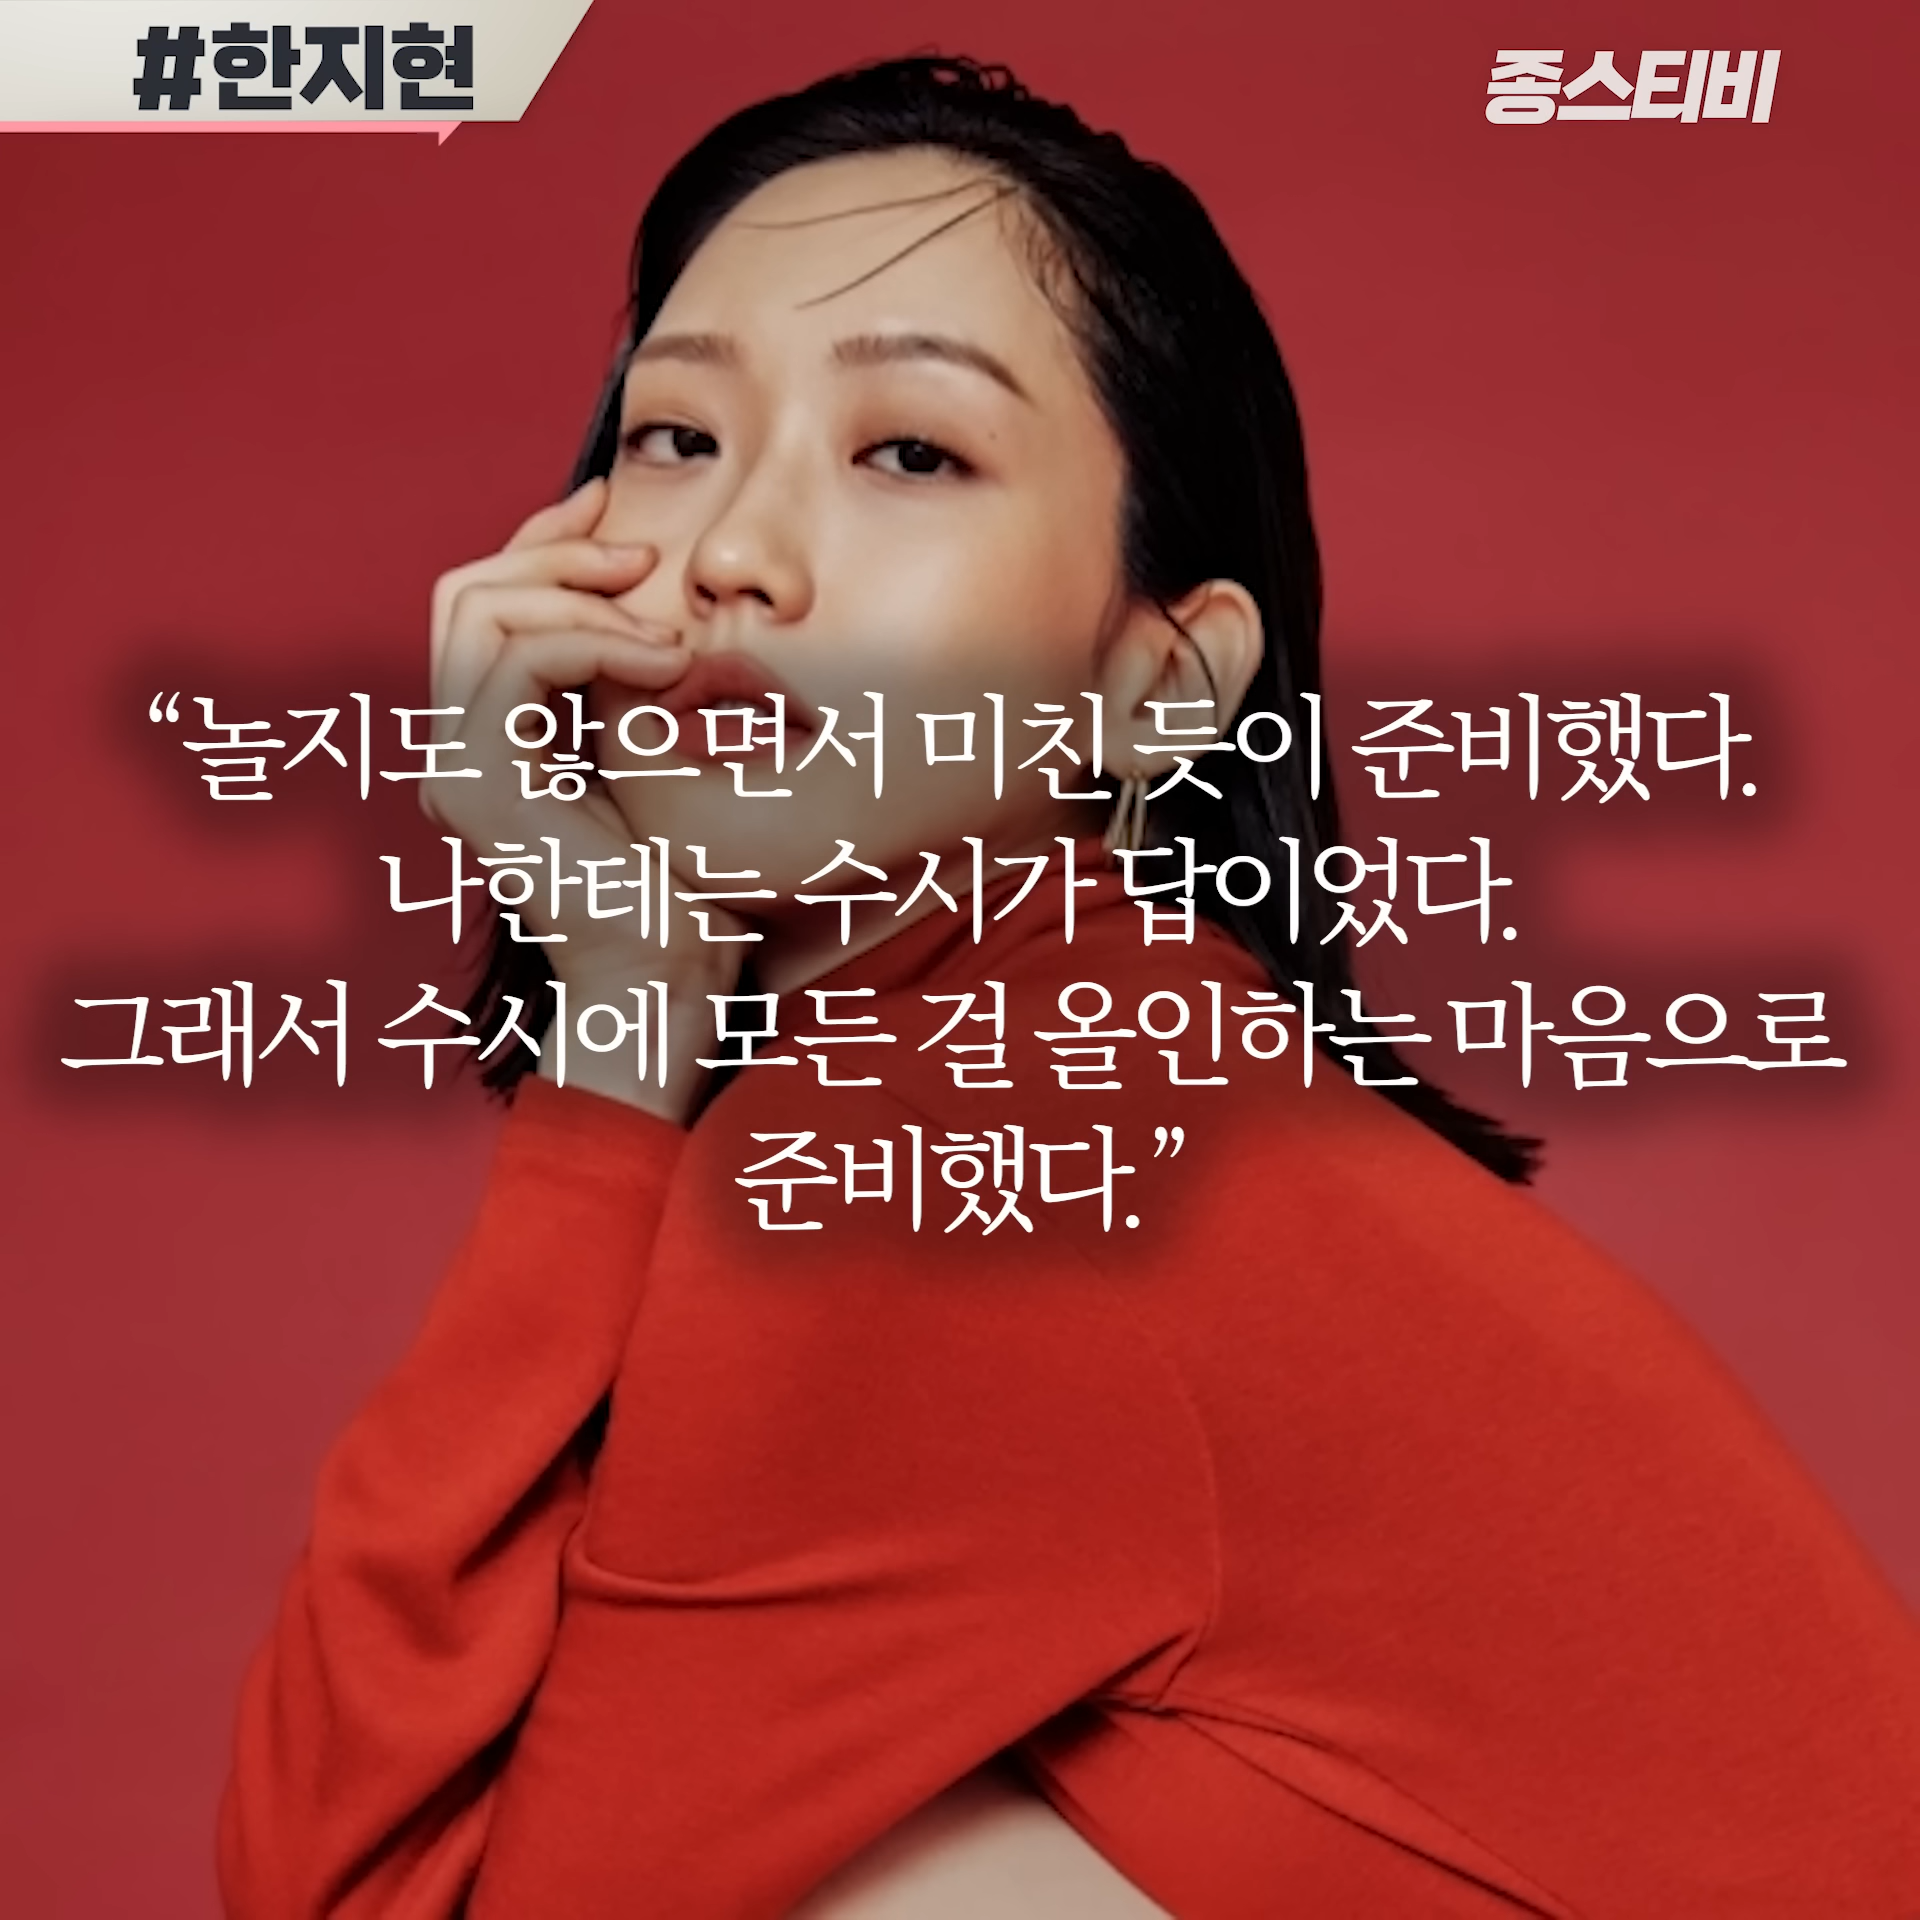 #한지현
종스티비
“놀지도 않으면서 미친 듯이 준비했다.
나한테는 수시가 답이었다.
그래서 수시에 모든 걸 올인하는 마음으로
준비했다.”